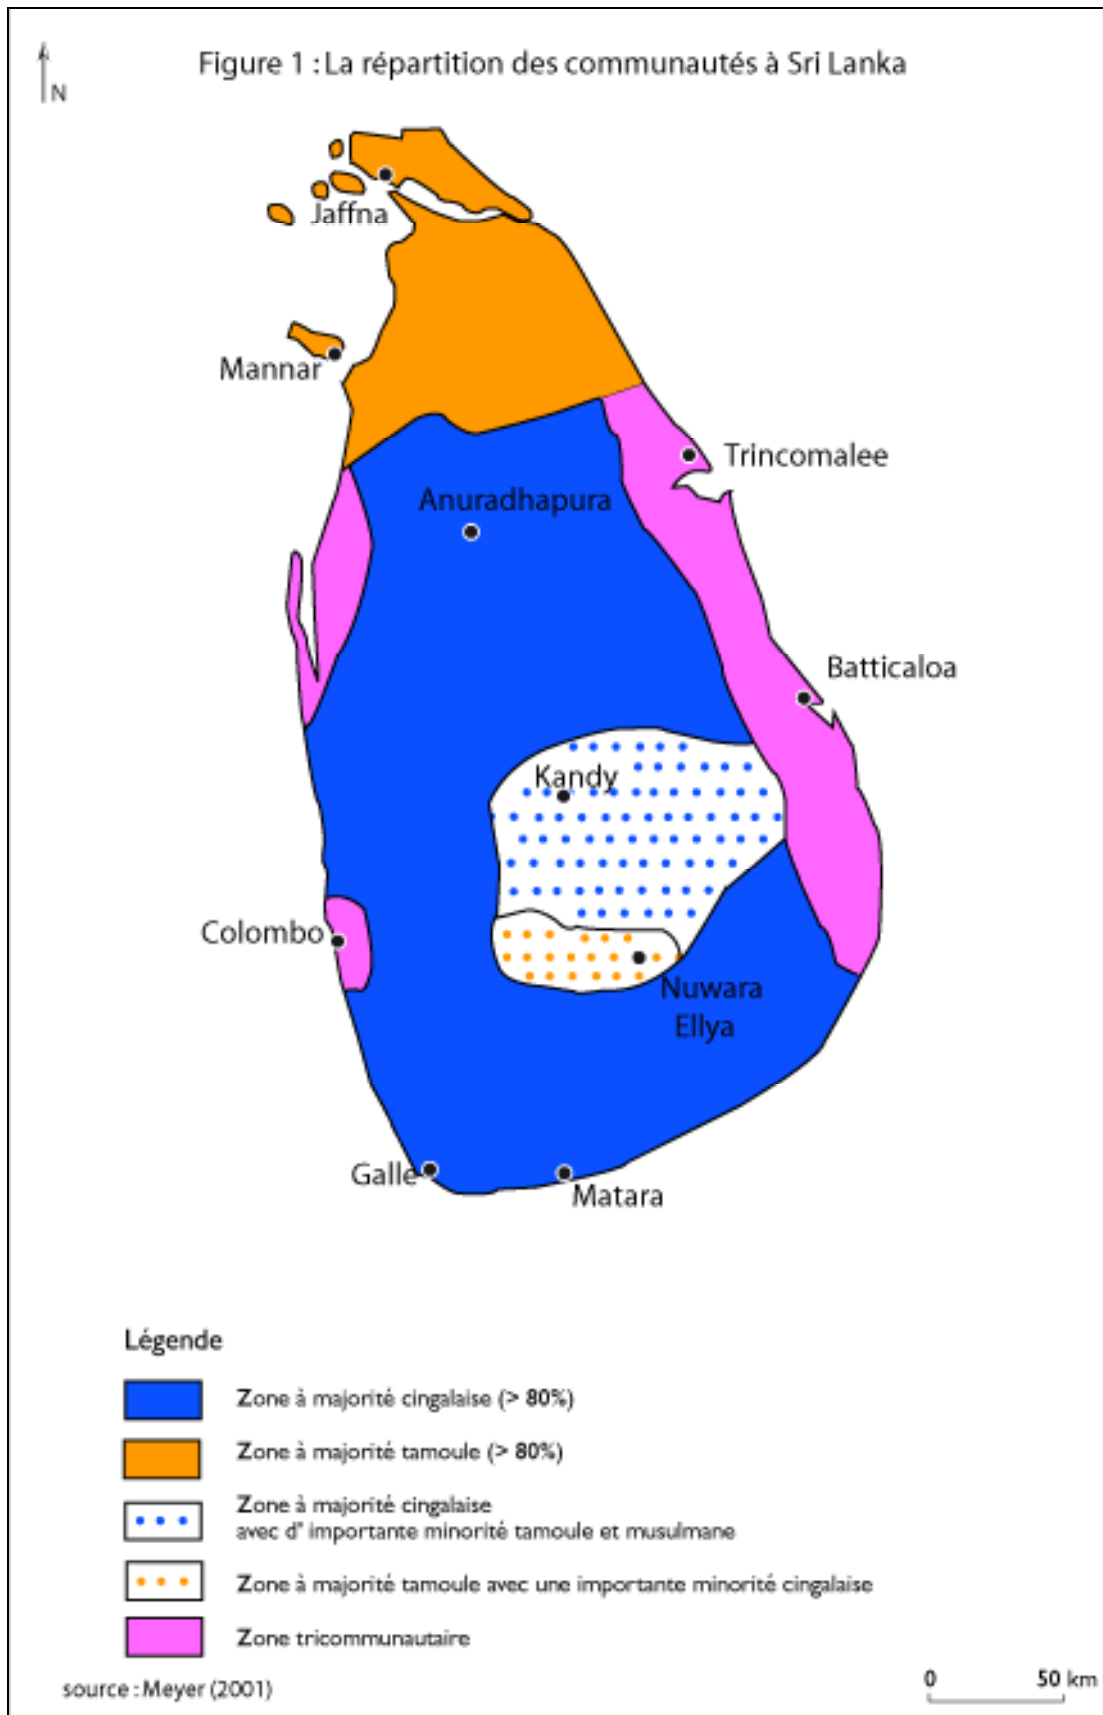 Figure 1 : La répartition des communautés à Sri Lanka
N
Jaffna
Mannar
Trincomalee
Anuradhapura
Batticaloa
Kandy
Colombo
Nuwara
Ellya
Galle
Matara
Légende
Zone à majorité cingalaise (> 80%)
Zone à majorité tamoule (> 80%)
Zone à majorité cingalaise
avec d" importante minorité tamoule et musulmane
Zone à majorité tamoule avec une importante minorité cingalaise
Zone tricommunautaire
source : Meyer (2001)
0 50 km